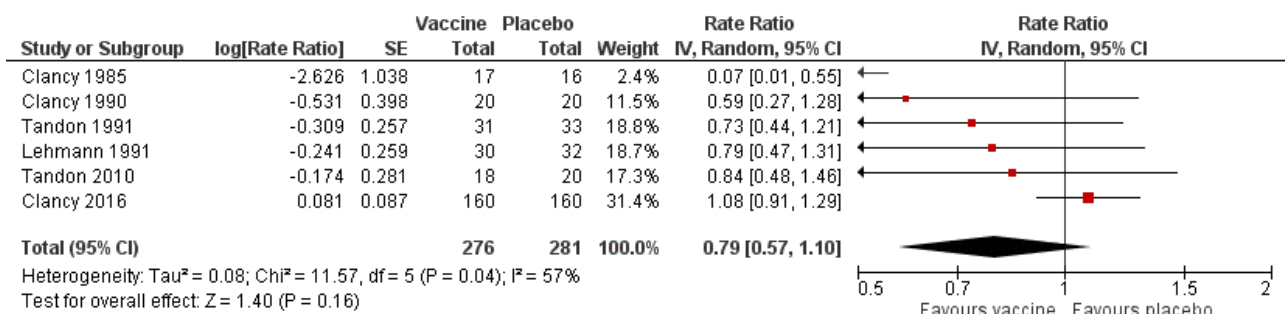 Vaccine Placebo Rate Ratio Rate Ratio
Study or Subgroup log[Rate Ratio] SE Total Total Weight IV, Random, 95% CI IV, Random, 95% CI
Clancy 1985 -2.626 1.038 17 16 2.4% 0.07 [0.01, 0.55]
Clancy 1990 -0.531 0.398 20 20 11.5% 0.59 [0.27, 1.28]
Tandon 1991 -0.309 0.257 31 33 18.8% 0.73 [0.44, 1.21]
Lehmann 1991 -0.241 0.259 30 32 18.7% 0.79 [0.47, 1.31]
Tandon 2010 -0.174 0.281 18 20 17.3% 0.84 [0.48, 1.46]
Clancy 2016 0.081 0.087 160 160 31.4% 1.08 [0.91, 1.29]
Total (95% CI) 276 281 100.0% 0.79 [0.57, 1.10]
Heterogeneity: Tau² = 0.08; Chi² = 11.57, df = 5 (P = 0.04); I² = 57%
Test for overall effect: Z = 1.40 (P = 0.16)
0.5 0.7 1 1.5 2
Favours vaccine Favours placebo